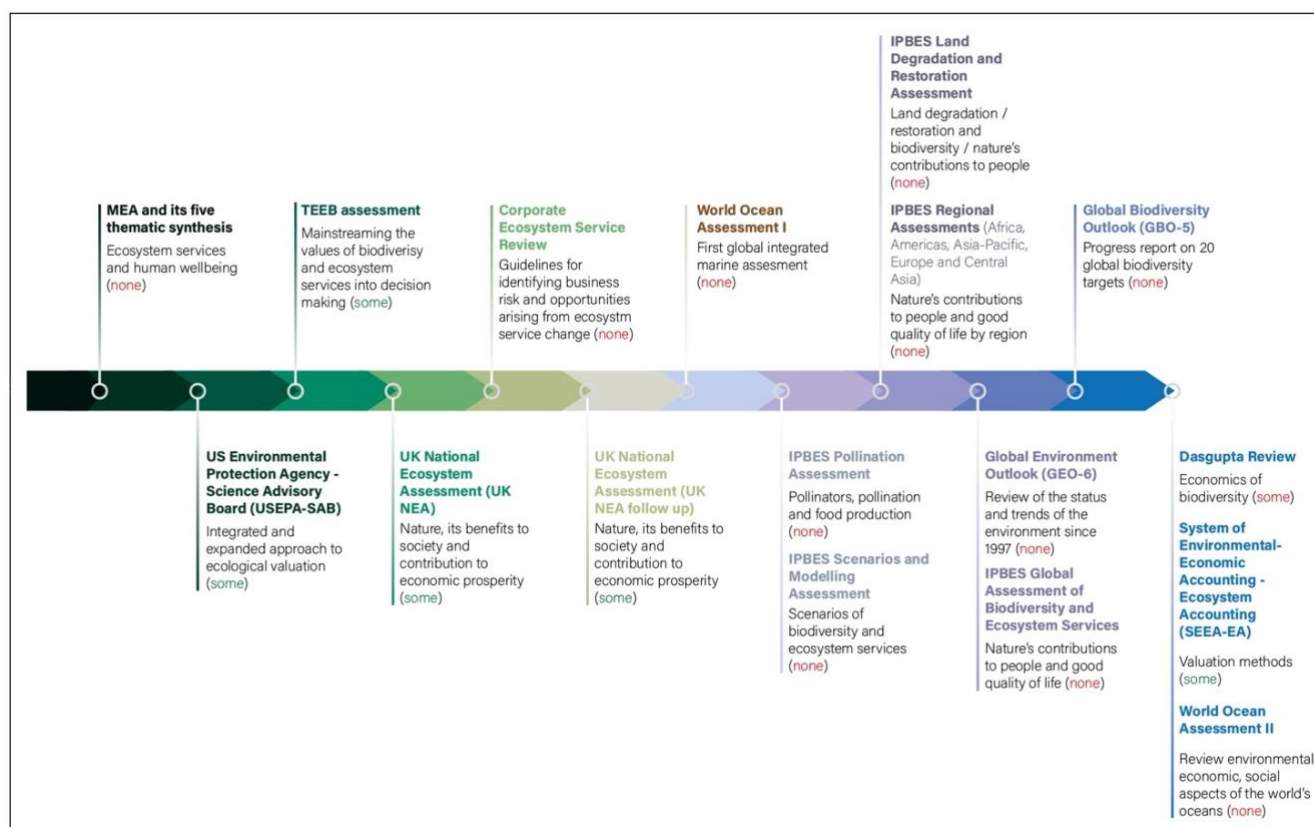 IPBES Land
Degradation and
Restoration
Assessment
Land degradation /
restoration and
biodiversity / nature's
contributions to people
(none)
MEA and its five
thematic synthesis
Ecosystem services
and human wellbeing
(none)
TEEB assessment
Mainstreaming the
values of biodiverisy
and ecosystem
services into decision
making (some)
Corporate
Ecosystem Service
Review
Guidelines for
identifying business
risk and opportunities
arising from ecosystm
service change (none)
World Ocean
Assessment I
First global integrated
marine assesment
(none)
IPBES Regional
Assessments (Africa,
Americas, Asia-Pacific,
Europe and Central
Asia)
Nature's contributions
to people and good
quality of life by region
(none)
Global Biodiversity
Outlook (GBO-5)
Progress report on 20
global biodiversity
targets (none)
US Environmental
Protection Agency -
Science Advisory
Board (USEPA-SAB)
Integrated and
expanded approach to
ecological valuation
(some)
UK National
Ecosystem
Assessment (UK
NEA)
Nature, its benefits to
society and
contribution to
economic prosperity
(some)
UK National
Ecosystem
Assessment (UK
NEA follow up)
Nature, its benefits to
society and
contribution to
economic prosperity
(some)
IPBES Pollination
Assessment
Pollinators, pollination
and food production
(none)
IPBES Scenarios and
Modelling
Assessment
Scenarios of
biodiversity and
ecosystem services
(none)
Global Environment
Outlook (GEO-6)
Review of the status
and trends of the
environment since
1997 (none)
IPBES Global
Assessment of
Biodiversity and
Ecosystem Services
Nature's contributions
to people and good
quality of life (none)
Dasgupta Review
Economics of
biodiversity (some)
System of
Environmental-
Economic
Accounting -
Ecosystem
Accounting
(SEEA-EA)
Valuation methods
(some)
World Ocean
Assessment II
Review environmental,
economic, social
aspects of the world's
oceans (none)